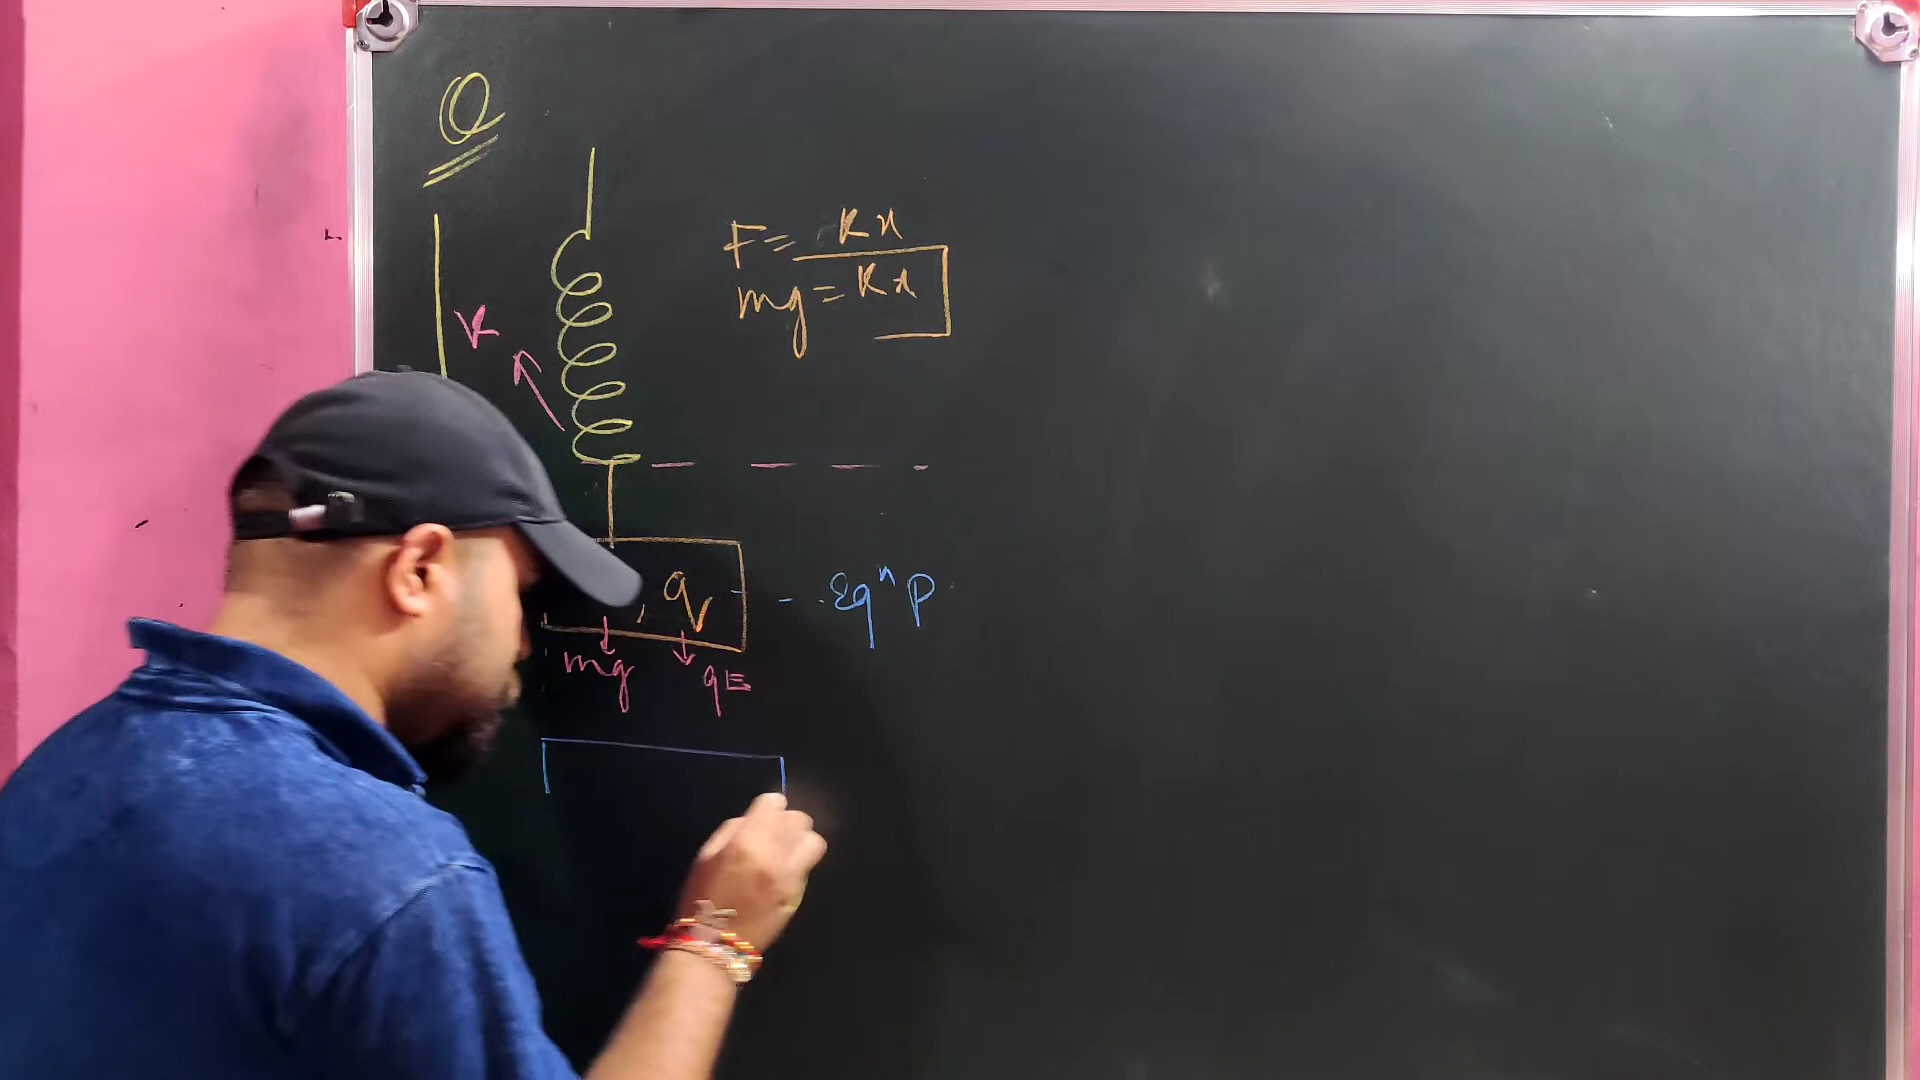 Q
K
F = Kx
mg = Kx
, q
- - . Eqⁿ P
mg
qE